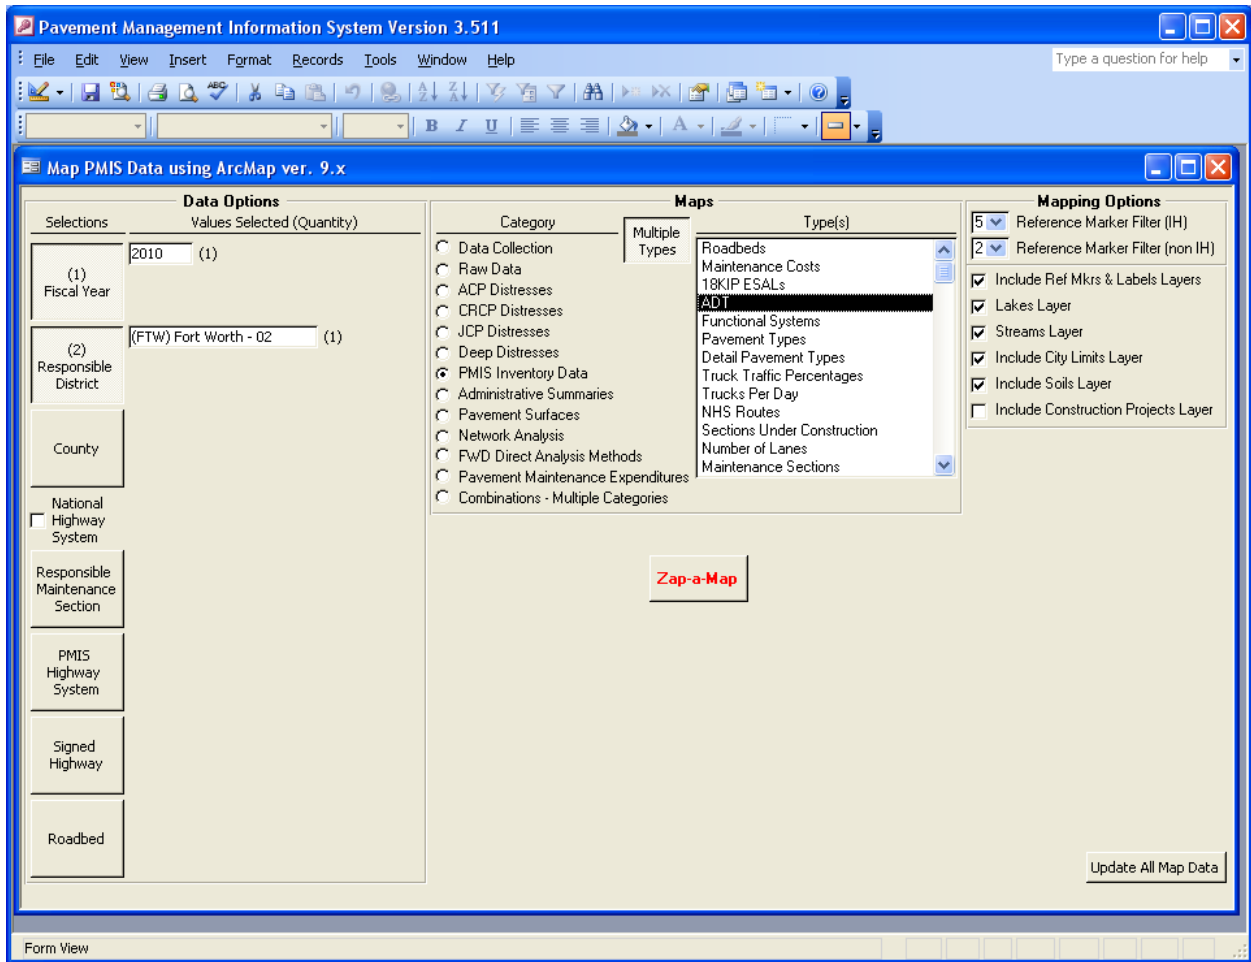 Pavement Management Information System Version 3.511
File Edit View Insert Format Records Tools Window Help
Type a question for help
B I U A
Map PMIS Data using ArcMap ver. 9.x
Data Options
Selections Values Selected (Quantity)
(1)
Fiscal Year
2010 (1)
(2)
Responsible
District
(FTW) Fort Worth - 02 (1)
County
National
Highway
System
Responsible
Maintenance
Section
PMIS
Highway
System
Signed
Highway
Roadbed
Maps
Category
Multiple
Types
Type(s)
Data Collection
Raw Data
ACP Distresses
CRCP Distresses
JCP Distresses
Deep Distresses
PMIS Inventory Data
Administrative Summaries
Pavement Surfaces
Network Analysis
FWD Direct Analysis Methods
Pavement Maintenance Expenditures
Combinations - Multiple Categories
Roadbeds
Maintenance Costs
18KIP ESALs
ADT
Functional Systems
Pavement Types
Detail Pavement Types
Truck Traffic Percentages
Trucks Per Day
NHS Routes
Sections Under Construction
Number of Lanes
Maintenance Sections
Zap-a-Map
Mapping Options
5 Reference Marker Filter (IH)
2 Reference Marker Filter (non IH)
Include Ref Mkrs & Labels Layers
Lakes Layer
Streams Layer
Include City Limits Layer
Include Soils Layer
Include Construction Projects Layer
Update All Map Data
Form View